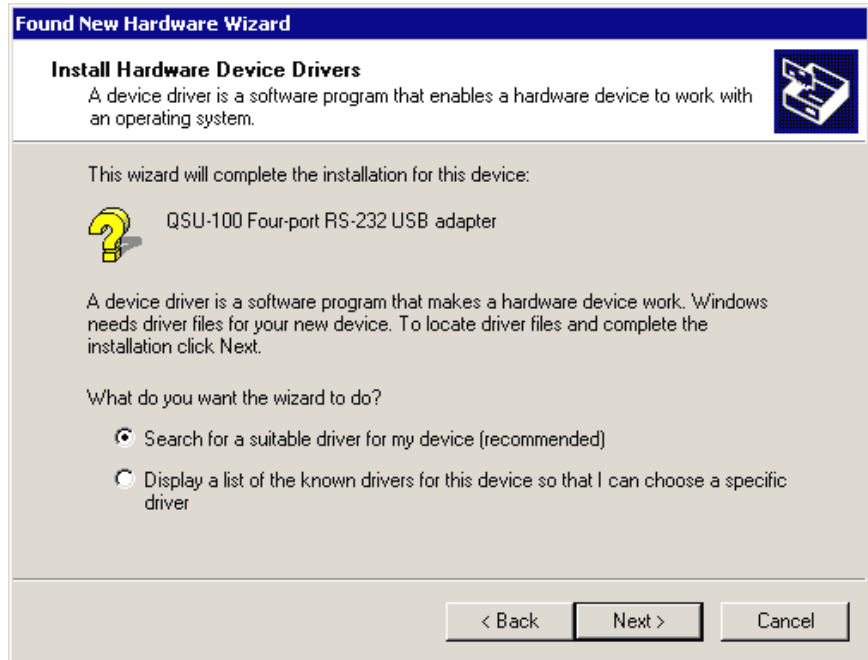 Found New Hardware Wizard
Install Hardware Device Drivers
A device driver is a software program that enables a hardware device to work with
an operating system.
This wizard will complete the installation for this device:
QSU-100 Four-port RS-232 USB adapter
A device driver is a software program that makes a hardware device work. Windows
needs driver files for your new device. To locate driver files and complete the
installation click Next.
What do you want the wizard to do?
Search for a suitable driver for my device (recommended)
Display a list of the known drivers for this device so that I can choose a specific
driver
< Back
Next >
Cancel